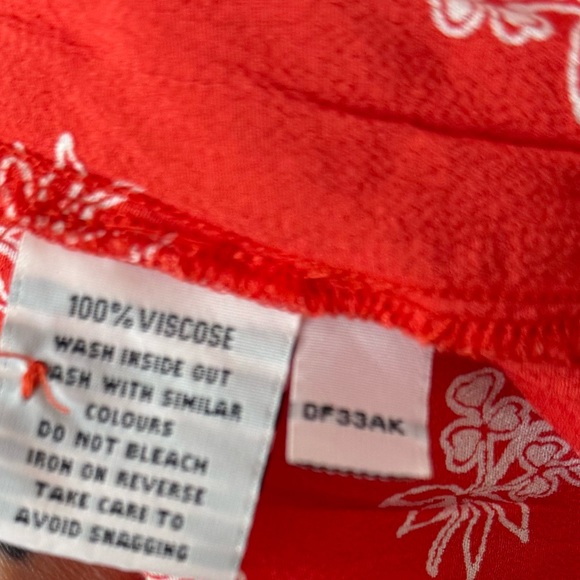 100% VISCOSE
WASH INSIDE OUT
WASH WITH SIMILAR
COLOURS
DO NOT BLEACH
IRON ON REVERSE
TAKE CARE TO
AVOID SNAGGING
DF33AK